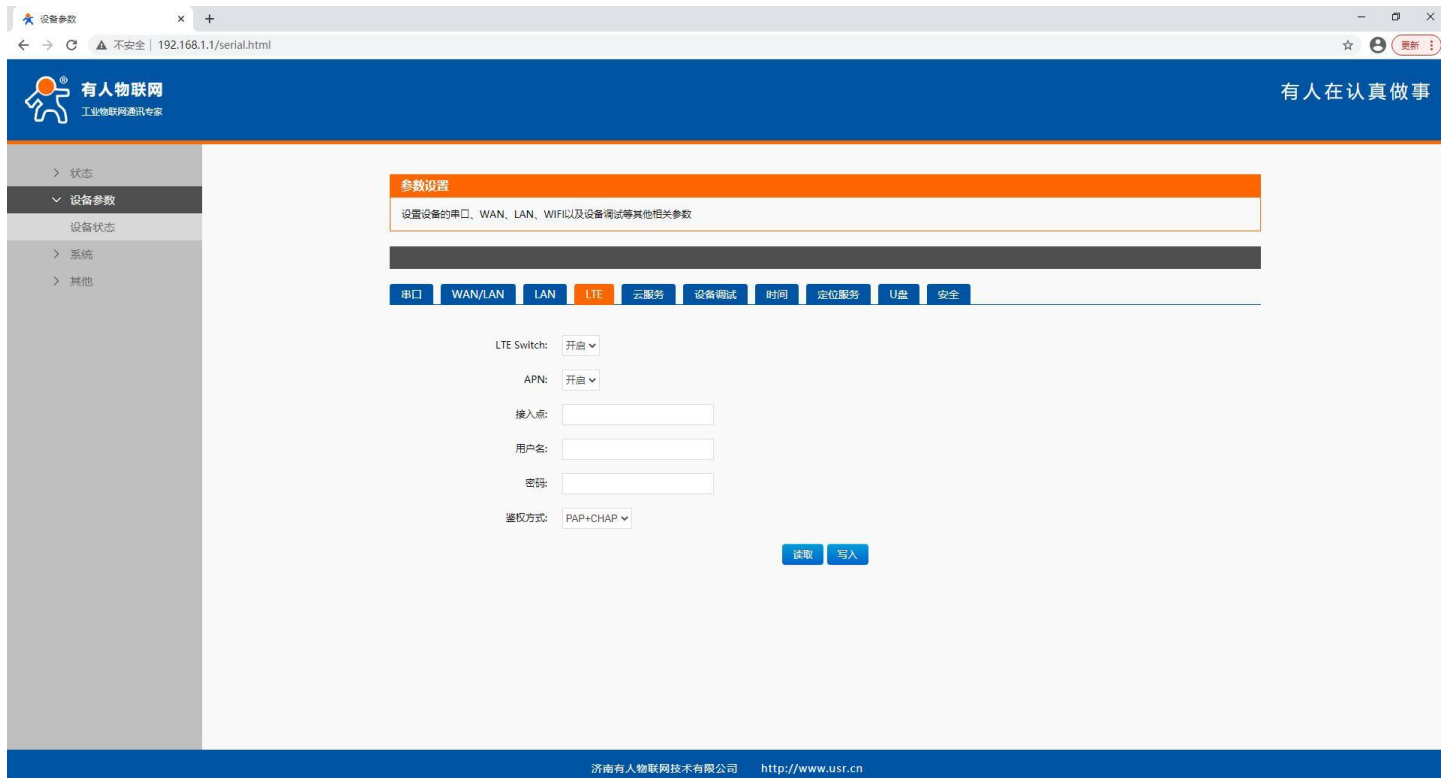 设备参数
不安全 192.168.1.1/serial.html
更新
有人物联网
®
工业物联网通讯专家
有人在认真做事
状态
设备参数
设备状态
系统
其他
参数设置
设置设备的串口、WAN、LAN、WIFI以及设备调试等其他相关参数
串口 WAN/LAN LAN LTE 云服务 设备调试 时间 定位服务 U盘 安全
LTE Switch: 开启
APN: 开启
接入点:
用户名:
密码:
鉴权方式: PAP+CHAP
读取 写入
济南有人物联网技术有限公司 http://www.usr.cn